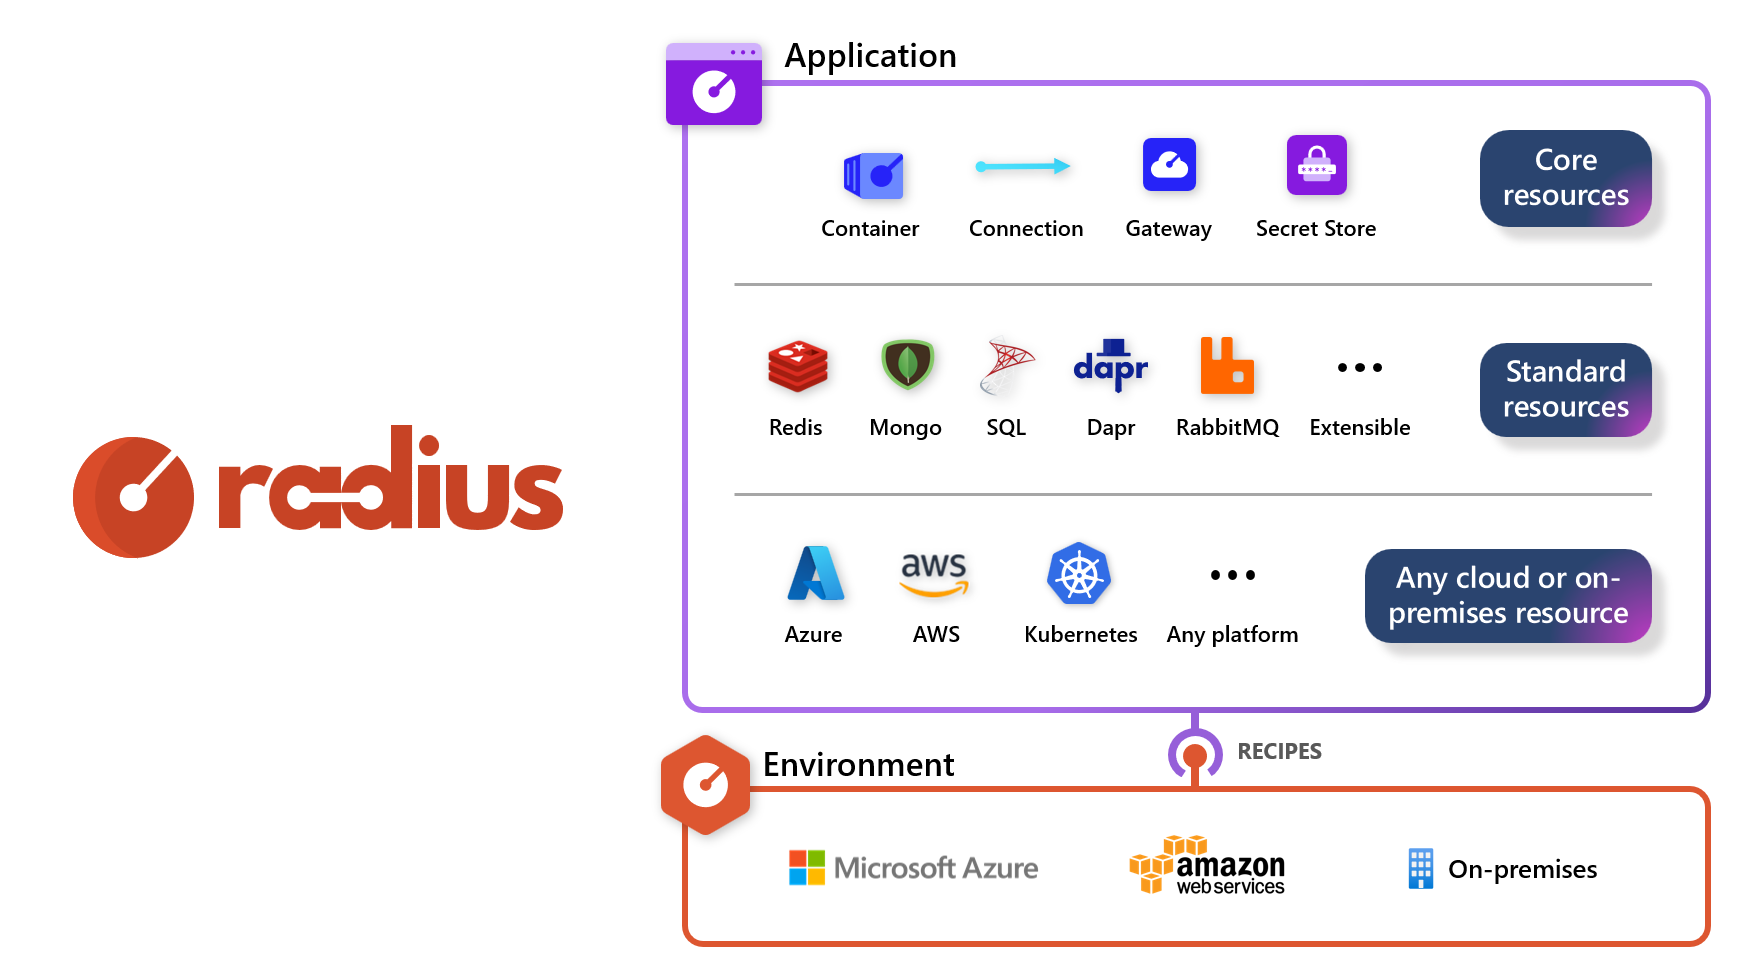 radius
Application
Container
Connection
Gateway
****_
Secret Store
Core
resources
Redis
Mongo
SQL
dapr
Dapr
RabbitMQ
Extensible
Standard
resources
Azure
aws
AWS
Kubernetes
Any platform
Any cloud or on-
premises resource
RECIPES
Environment
Microsoft Azure
amazon
web services
On-premises